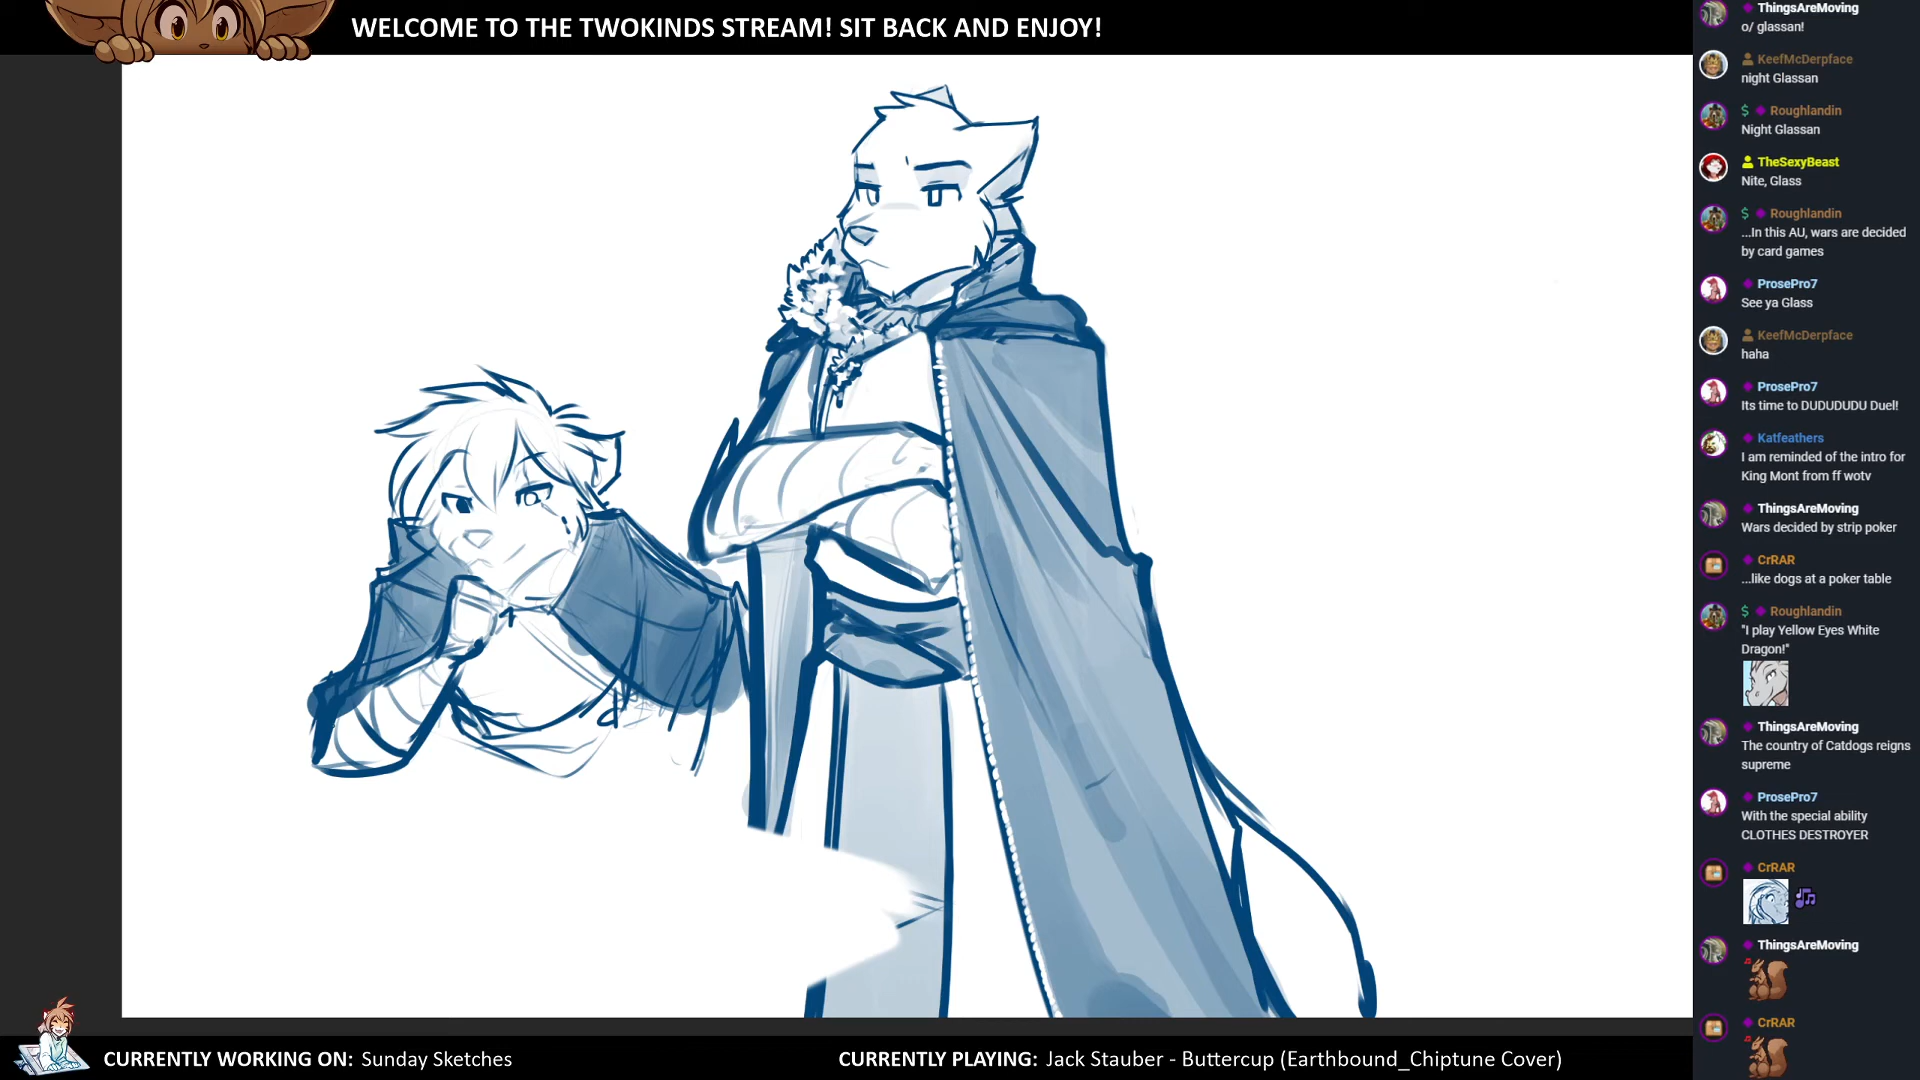 WELCOME TO THE TWOKINDS STREAM! SIT BACK AND ENJOY!
ThingsAreMoving
o/ glassan!
KeefMcDerpface
night Glassan
$ Roughlandin
Night Glassan
TheSexyBeast
Nite, Glass
$ Roughlandin
...In this AU, wars are decided
by card games
ProsePro7
See ya Glass
KeefMcDerpface
haha
ProsePro7
Its time to DUDUDUDU Duel!
Katfeathers
I am reminded of the intro for
King Mont from ff wotv
ThingsAreMoving
Wars decided by strip poker
CrRAR
...like dogs at a poker table
$ Roughlandin
"I play Yellow Eyes White
Dragon!"
ThingsAreMoving
The country of Catdogs reigns
supreme
ProsePro7
With the special ability
CLOTHES DESTROYER
CrRAR
ThingsAreMoving
CrRAR
CURRENTLY WORKING ON: Sunday Sketches
CURRENTLY PLAYING: Jack Stauber - Buttercup (Earthbound_Chiptune Cover)